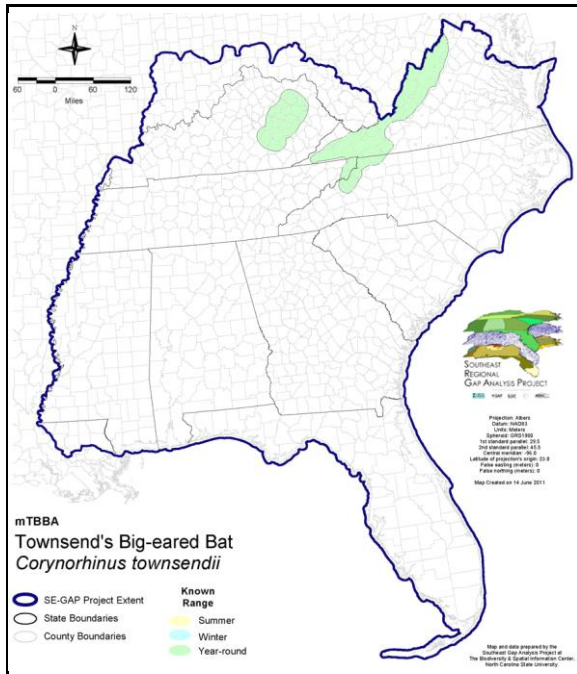 N
60 0 60 120
Miles
SOUTHEAST
REGIONAL
GAP ANALYSIS PROJECT
Projection: Albers
Datum: NAD83
Units: Meters
Spheroid: GRS1980
1st standard parallel: 29.5
2nd standard parallel: 45.5
Central meridian: -96.0
Latitude of projection's origin: 23.0
False easting (meters): 0
False northing (meters): 0
Map Created on 14 June 2011
mTBBA
Townsend's Big-eared Bat
Corynorhinus townsendii
SE-GAP Project Extent
State Boundaries
County Boundaries
Known
Range
Summer
Winter
Year-round
Map and data prepared by the
Southeast Gap Analysis Project at
The Biodiversity & Spatial Information Center,
North Carolina State University.